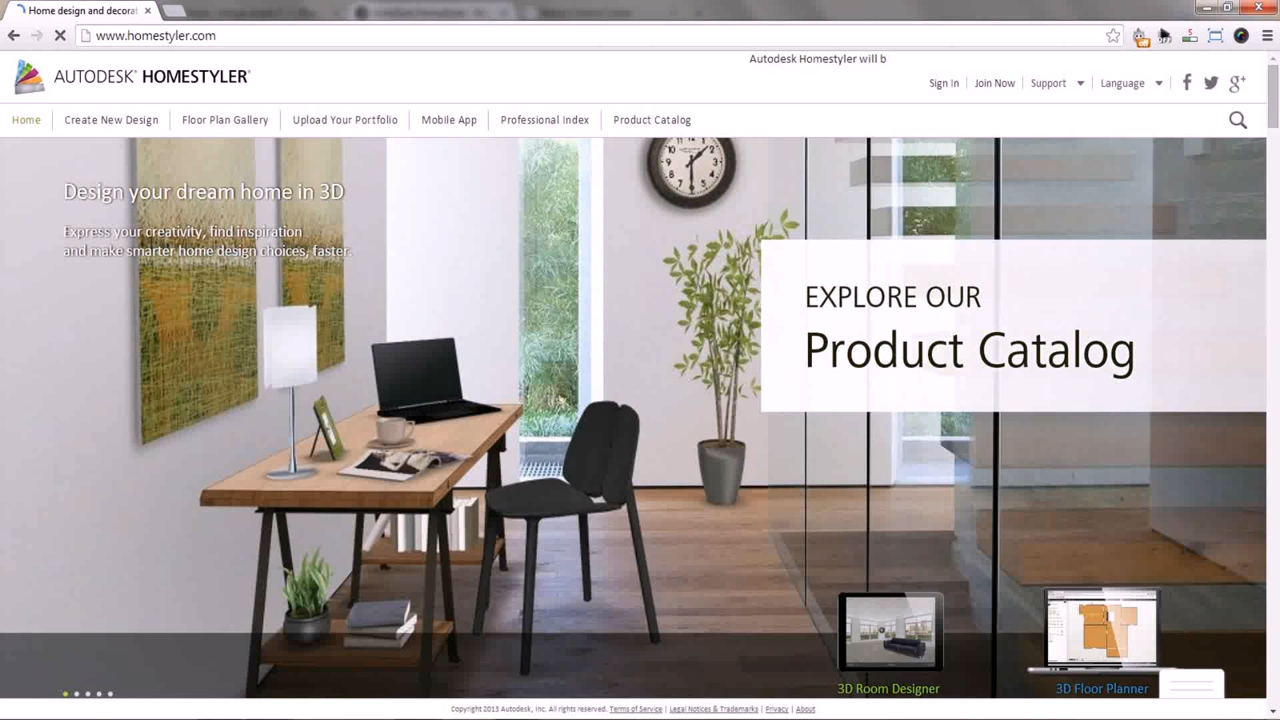 Home design and decorat
www.homestyler.com
AUTODESK® HOMESTYLER®
Autodesk Homestyler will b
Sign In
Join Now
Support
Language
Home
Create New Design
Floor Plan Gallery
Upload Your Portfolio
Mobile App
Professional Index
Product Catalog
Design your dream home in 3D
Express your creativity, find inspiration
and make smarter home design choices, faster.
EXPLORE OUR
Product Catalog
3D Room Designer
3D Floor Planner
Copyright 2013 Autodesk, Inc. All rights reserved. Terms of Service | Legal Notices & Trademarks | Privacy | About